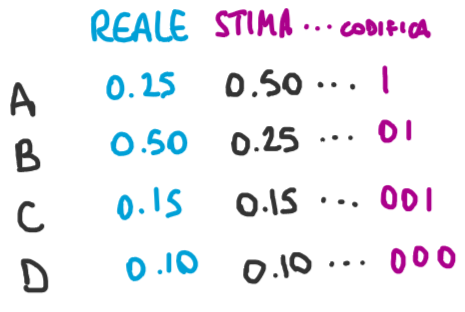 REALE STIMA ... CODIFICA
A 0.25 0.50 ... 1
B 0.50 0.25 ... 01
C 0.15 0.15 ... 001
D 0.10 0.10 ... 000